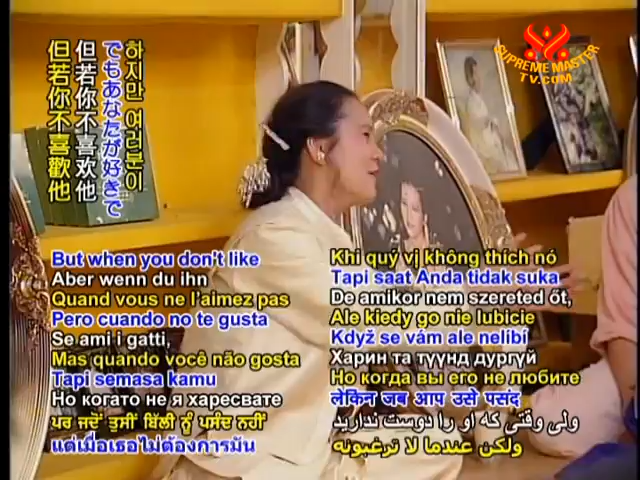 SUPREME MASTER
TV.COM
하지만 여러분이
でもあなたが好きで
但若你不喜欢他
但若你不喜歡他
But when you don't like
Aber wenn du ihn
Quand vous ne l'aimez pas
Pero cuando no te gusta
Se ami i gatti,
Mas quando você não gosta
Tapi semasa kamu
Но когато не я харесвате
ਪਰ ਜਦੋਂ ਤੁਸੀਂ ਬਿੱਲੀ ਨੂੰ ਪਸੰਦ ਨਹੀਂ
แต่เมื่อเธอไม่ต้องการมัน
Khi quý vị không thích nó
Tapi saat Anda tidak suka
De amikor nem szereted őt,
Ale kiedy go nie lubicie
Když se vám ale nelíbí
Харин та түүнд дургүй
Но когда вы его не любите
लेकिन जब आप उसे पसंद
ولی وقتی که او را دوست ندارید
ولكن عندما لا ترغبونه